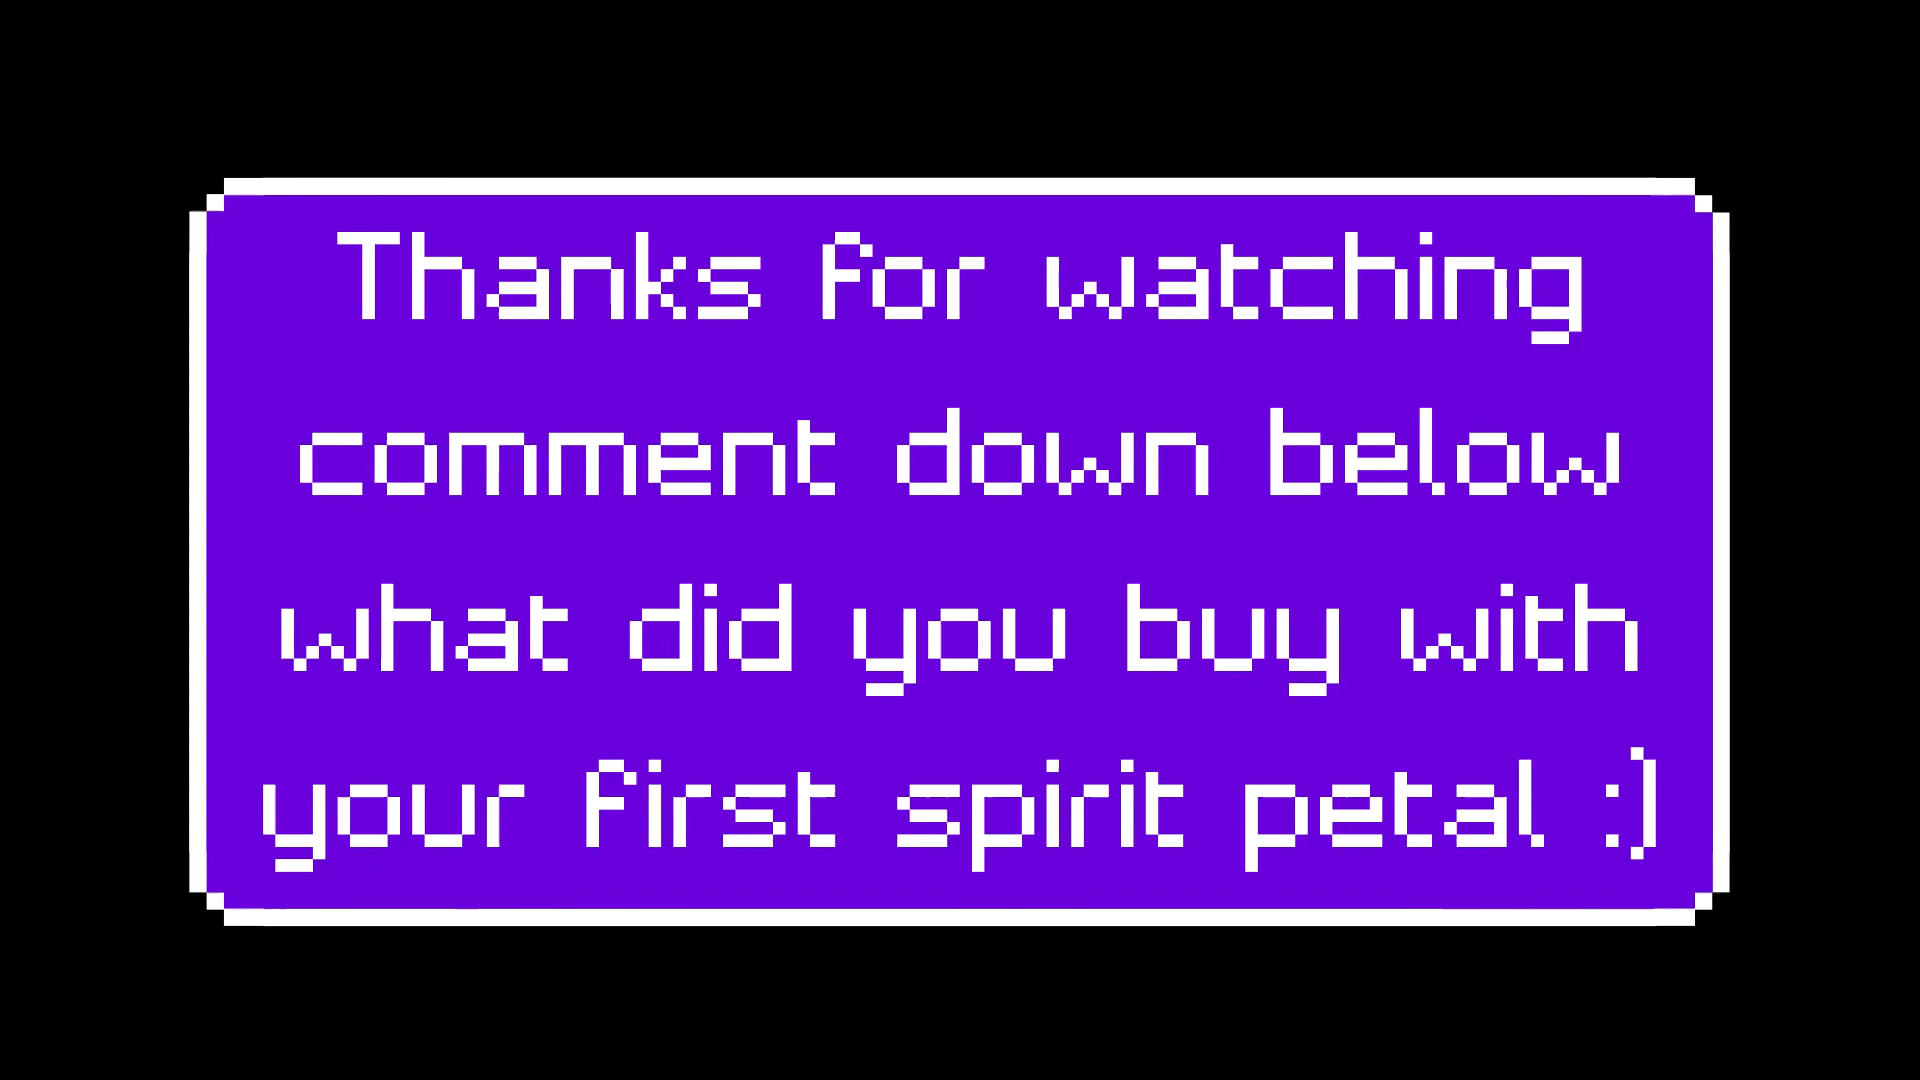 Thanks for watching
comment down below
what did you buy with
your first spirit petal :)